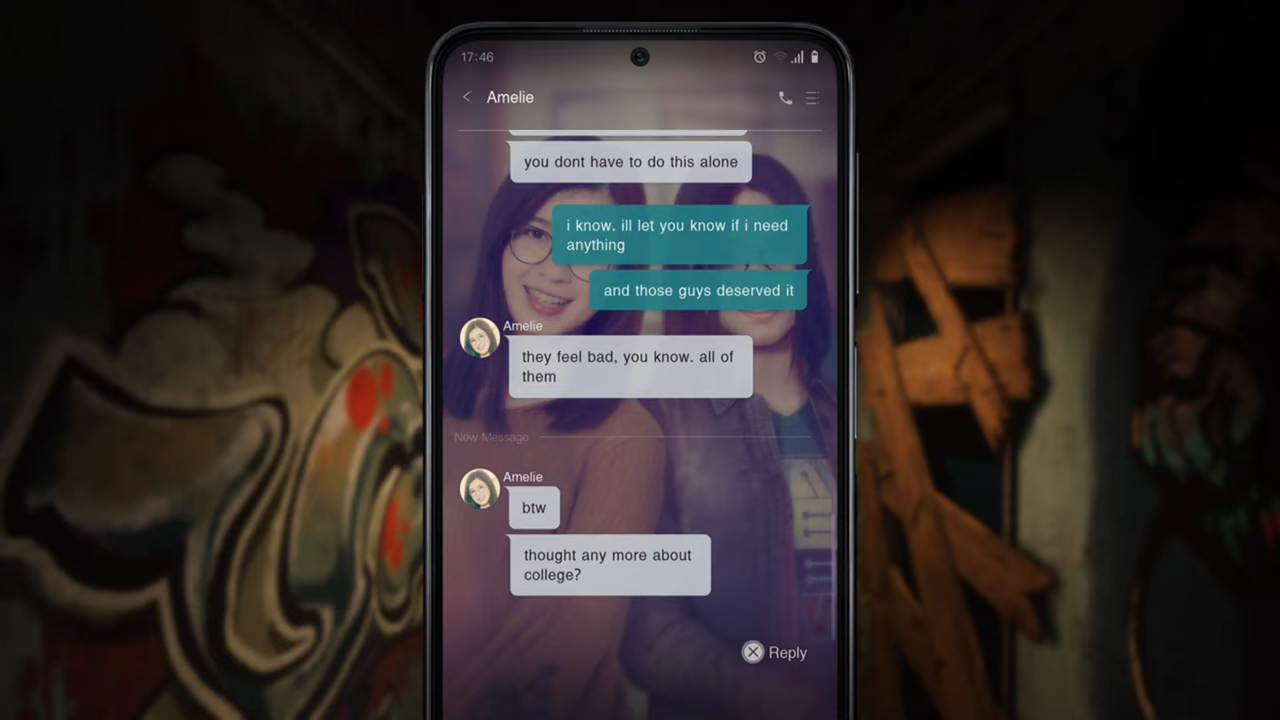 17:46
Amelie
you dont have to do this alone
i know. ill let you know if i need
anything
and those guys deserved it
Amelie
they feel bad, you know. all of
them
New Message
Amelie
btw
thought any more about
college?
Reply